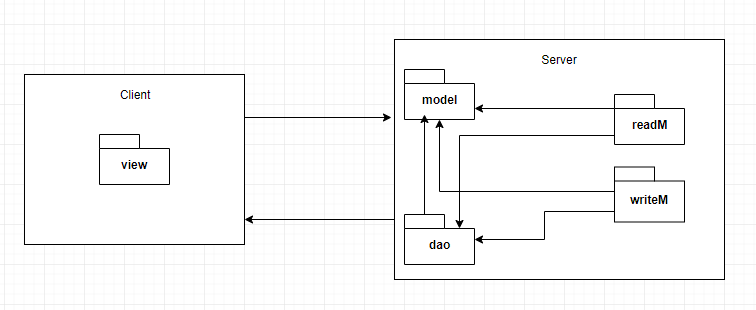 Client
view
Server
model
readM
writeM
dao